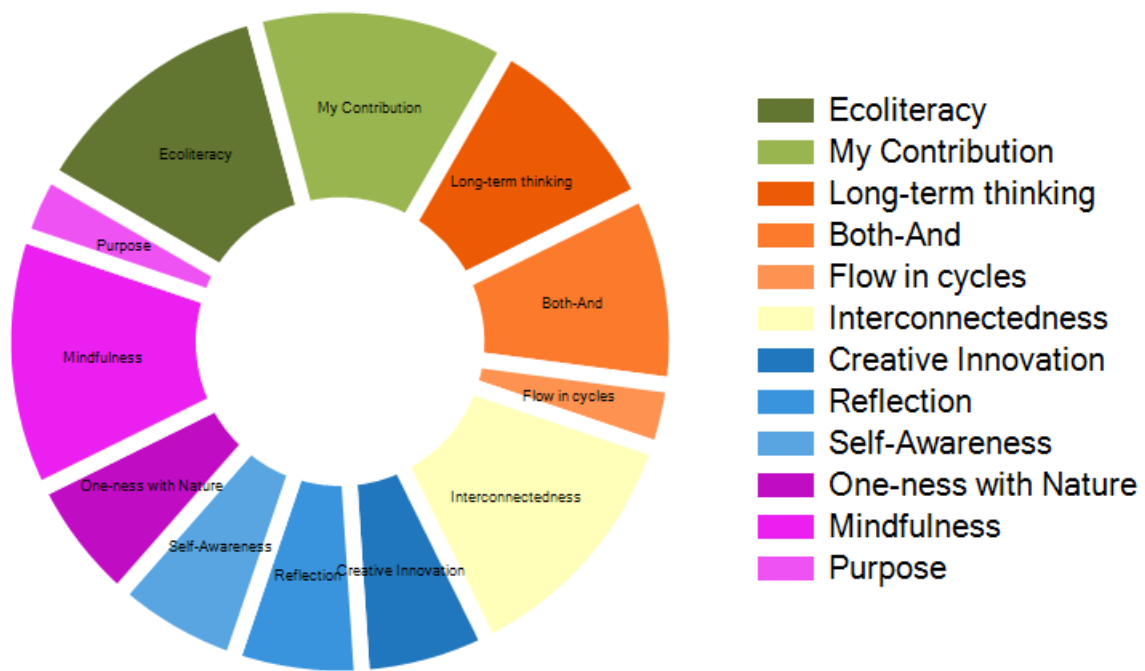 My Contribution
Ecoliteracy
Long-term thinking
Purpose
Both-And
Mindfulness
Flow in cycles
One-ness with Nature
Interconnectedness
Self-Awareness
Reflection
Creative Innovation
Ecoliteracy
My Contribution
Long-term thinking
Both-And
Flow in cycles
Interconnectedness
Creative Innovation
Reflection
Self-Awareness
One-ness with Nature
Mindfulness
Purpose